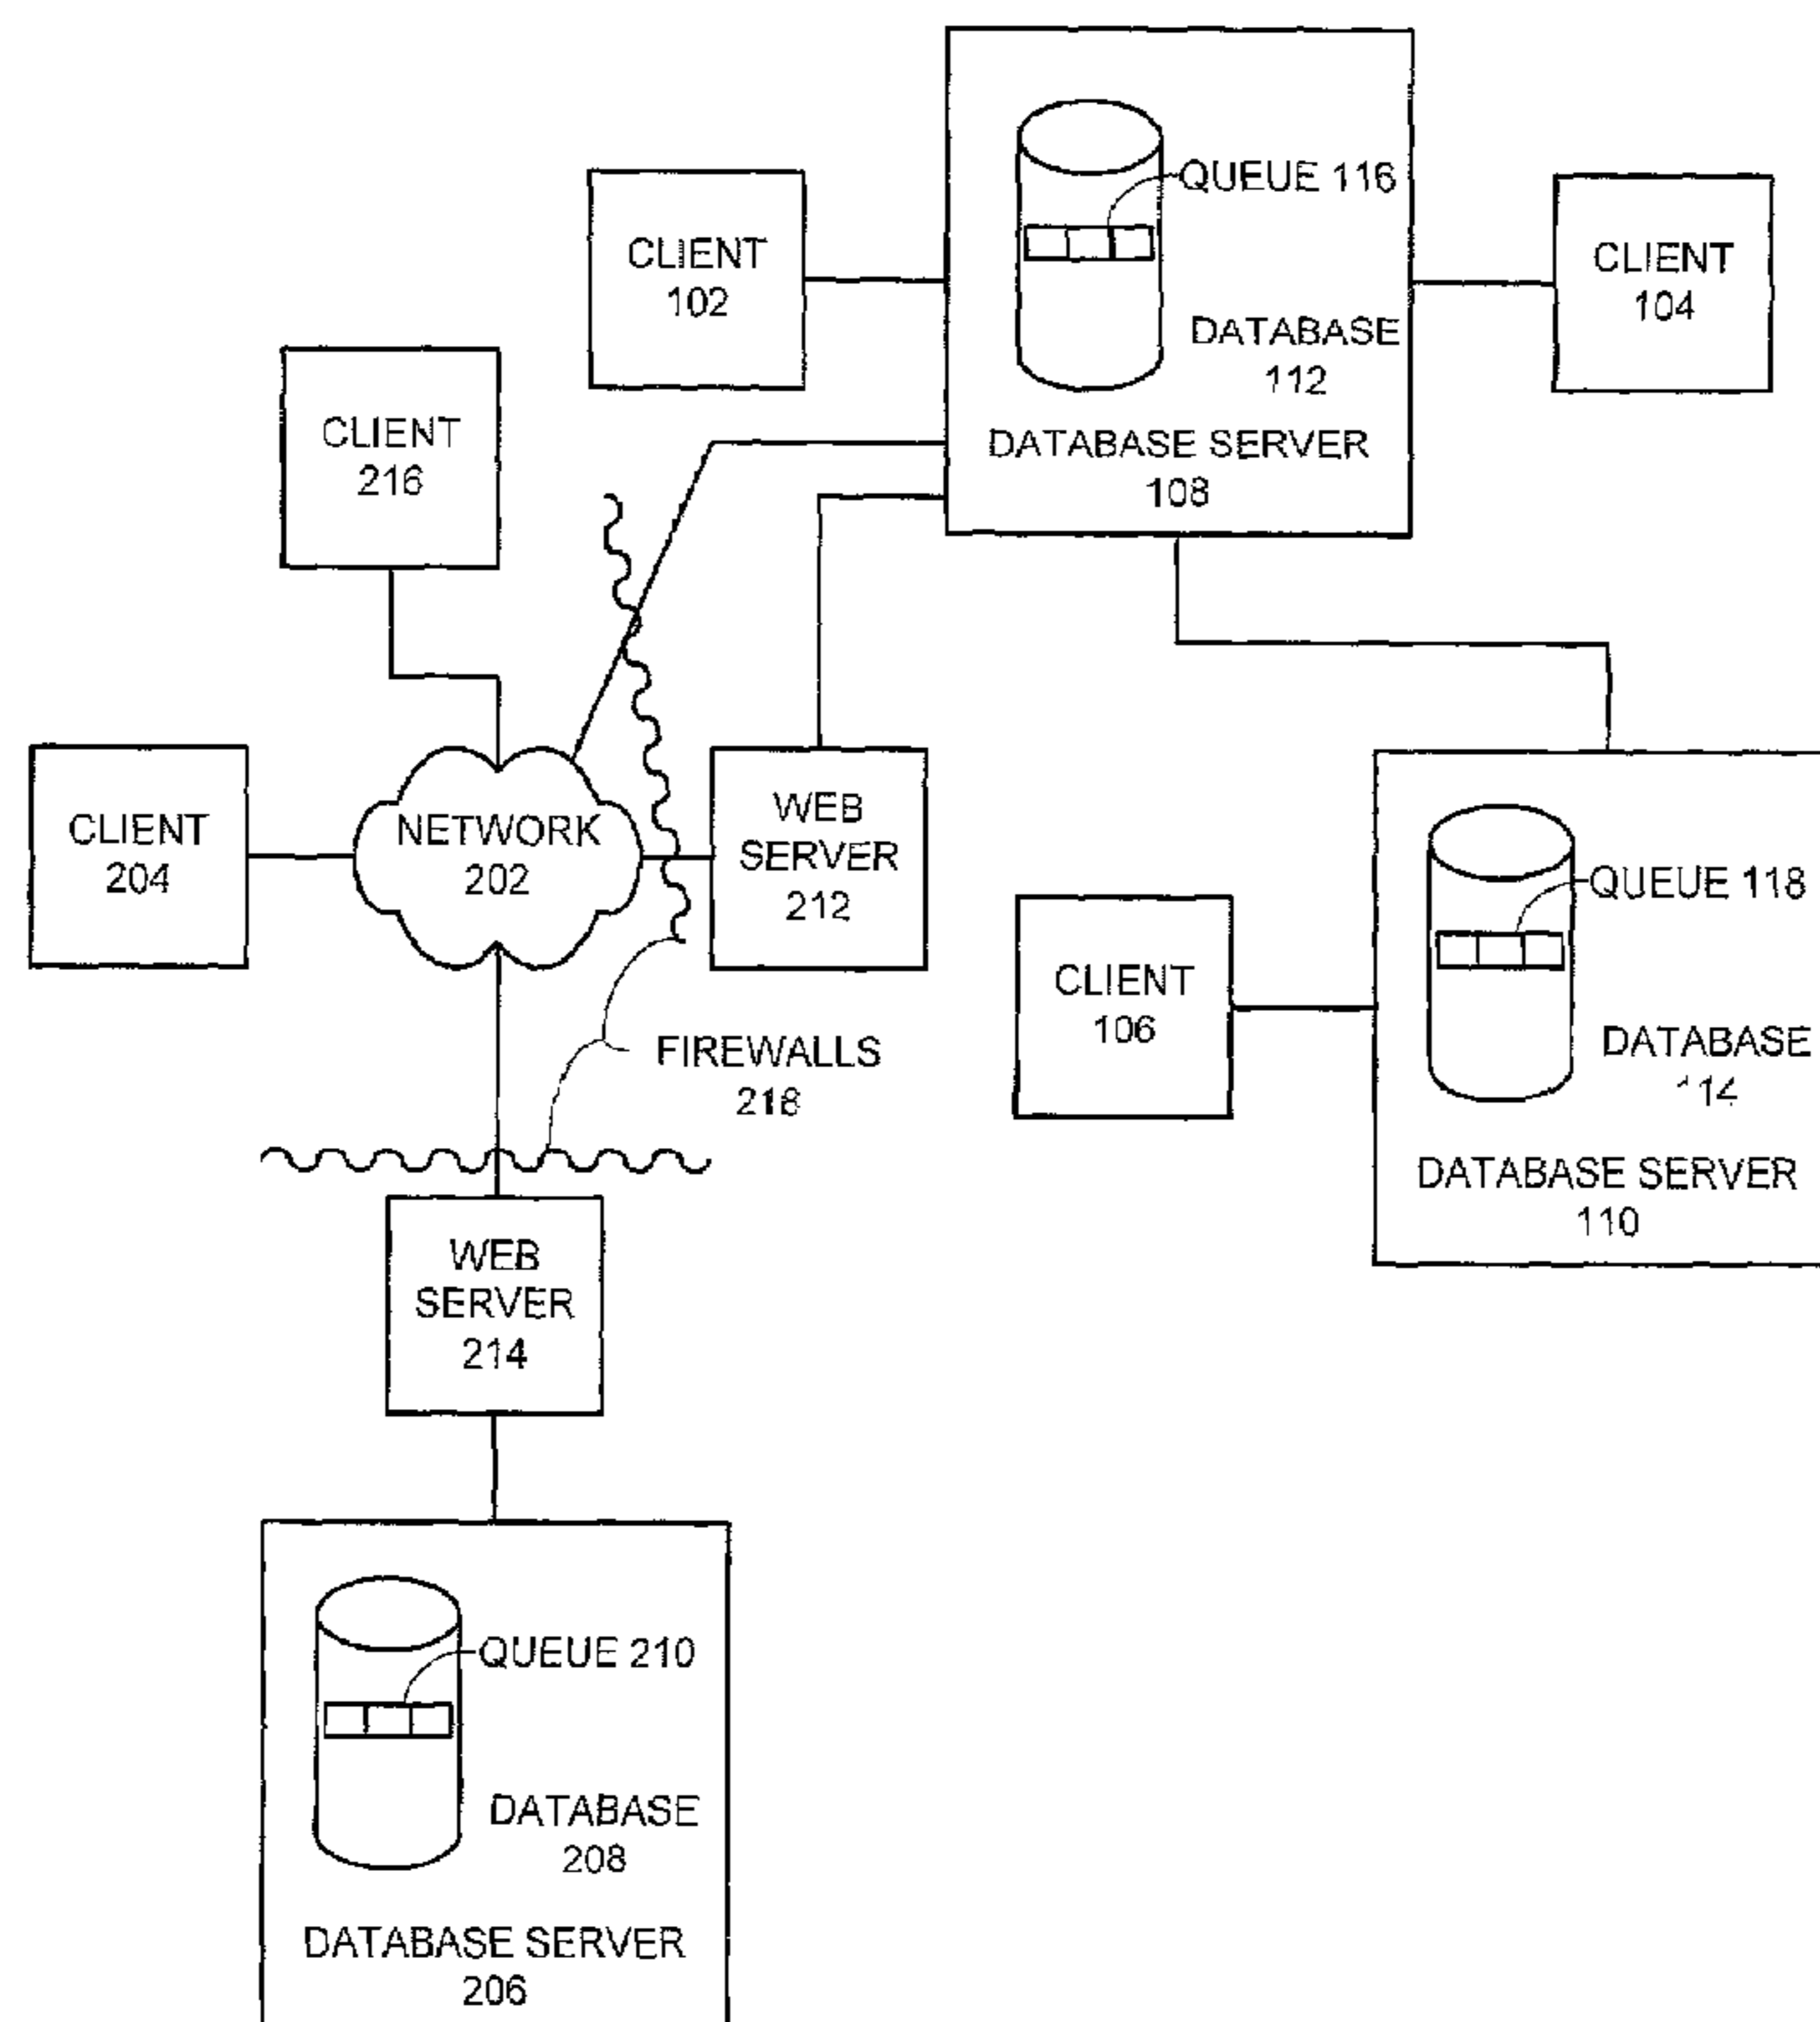 QUEUE 116
CLIENT
102
CLIENT
104
DATABASE
112
CLIENT
216
DATABASE SERVER
108
WEB
SERVER
212
CLIENT
204
NETWORK
202
QUEUE 118
CLIENT
106
FIREWALLS
218
DATABASE
114
DATABASE SERVER
110
WEB
SERVER
214
QUEUE 210
DATABASE
208
DATABASE SERVER
206